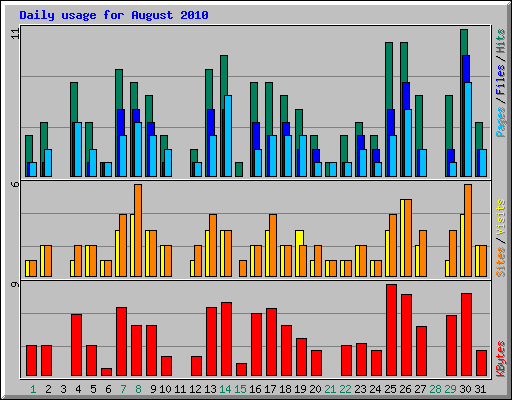 Daily usage for August 2010
11
Pages / Files / Hits
6
Sites / Visits
9
KBytes
1 2 3 4 5 6 7 8 9 10 11 12 13 14 15 16 17 18 19 20 21 22 23 24 25 26 27 28 29 30 31